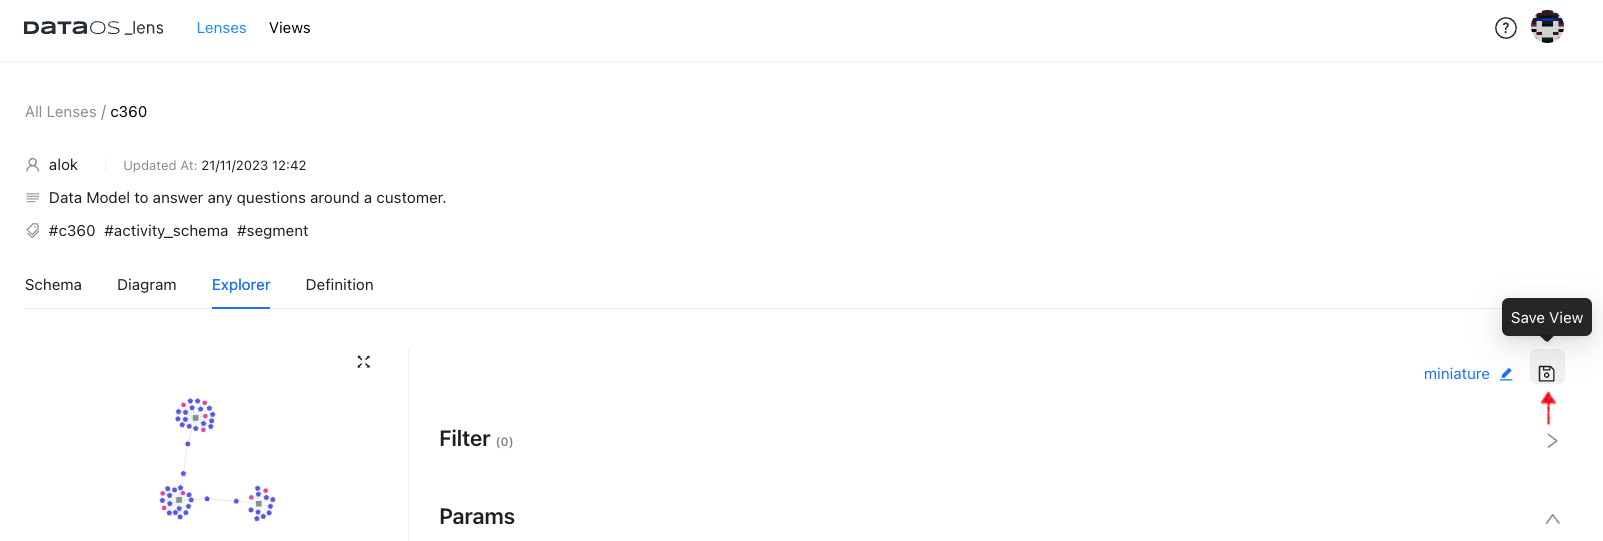 DATAOS _lens Lenses Views ?
All Lenses / c360
alok Updated At: 21/11/2023 12:42
Data Model to answer any questions around a customer.
#c360 #activity_schema #segment
Schema Diagram Explorer Definition
Save View
miniature
Filter (0)
Params